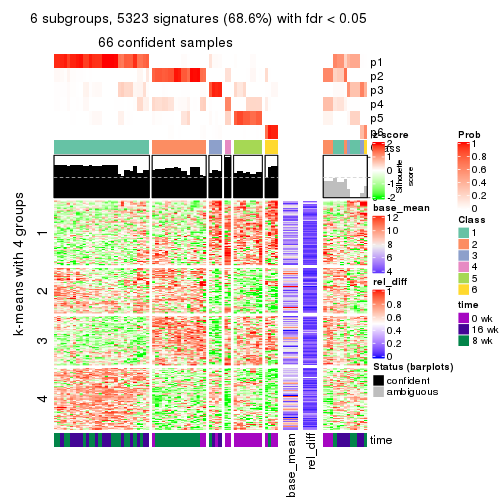 6 subgroups, 5323 signatures (68.6%) with fdr < 0.05
66 confident samples
p1
p2
p3
p4
p5
p6
Class
Silhouette
score
k-means with 4 groups
1
2
3
4
base_mean
rel_diff
time
z-score
2
-2
base_mean
12
10
8
6
4
rel_diff
1
0.8
0.6
0.4
0.2
0
Status (barplots)
confident
ambiguous
Prob
1
0.8
0.6
0.4
0.2
0
Class
1
2
3
4
5
6
time
0 wk
16 wk
8 wk